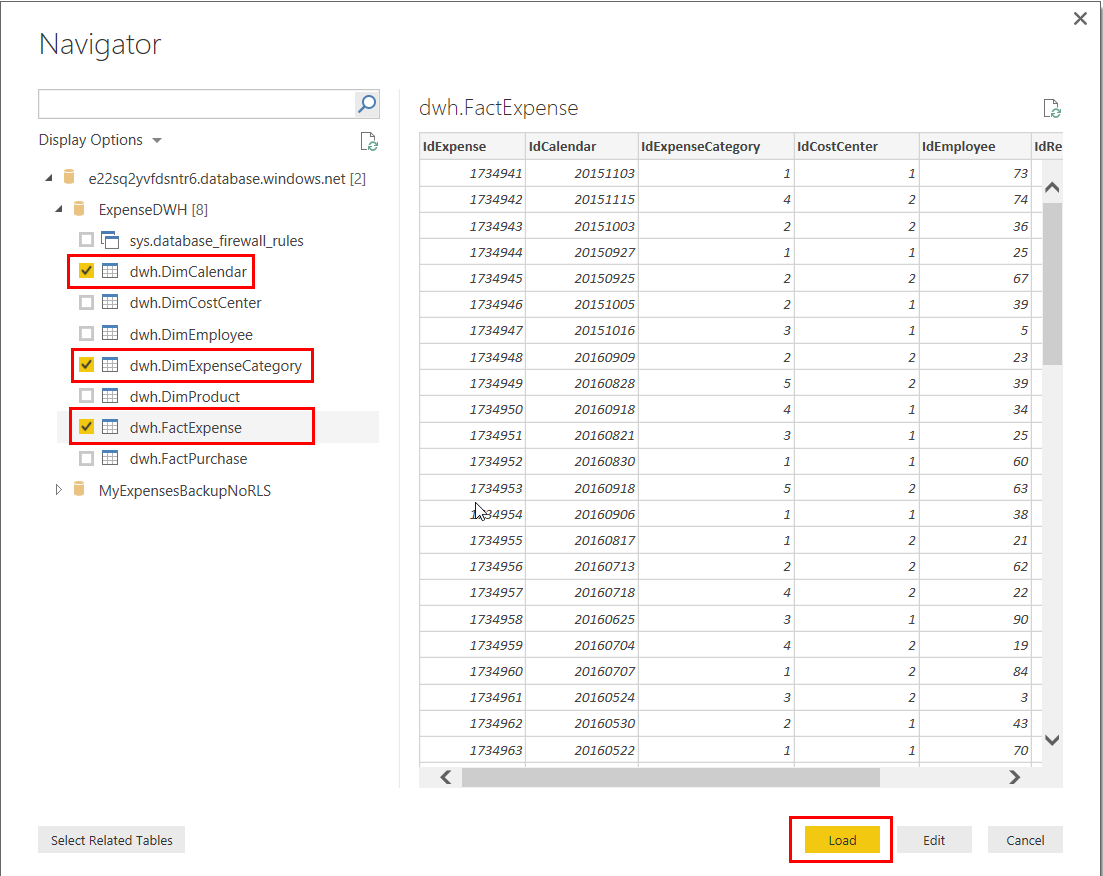 Navigator
Display Options
e22sq2yvfdsntr6.database.windows.net [2]
ExpenseDWH [8]
sys.database_firewall_rules
dwh.DimCalendar
dwh.DimCostCenter
dwh.DimEmployee
dwh.DimExpenseCategory
dwh.DimProduct
dwh.FactExpense
dwh.FactPurchase
MyExpensesBackupNoRLS
dwh.FactExpense
IdExpense IdCalendar IdExpenseCategory IdCostCenter IdEmployee IdRe
1734941 20151103 1 1 73
1734942 20151115 4 2 74
1734943 20151003 2 2 36
1734944 20150927 1 1 25
1734945 20150925 2 2 67
1734946 20151005 2 1 39
1734947 20151016 3 1 5
1734948 20160909 2 2 23
1734949 20160828 5 2 39
1734950 20160918 4 1 34
1734951 20160821 3 1 25
1734952 20160830 1 1 60
1734953 20160918 5 2 63
1734954 20160906 1 1 38
1734955 20160817 1 2 21
1734956 20160713 2 2 62
1734957 20160718 4 2 22
1734958 20160625 3 1 90
1734959 20160704 4 2 19
1734960 20160707 1 2 84
1734961 20160524 3 2 3
1734962 20160530 2 1 43
1734963 20160522 1 1 70
Select Related Tables
Load
Edit
Cancel